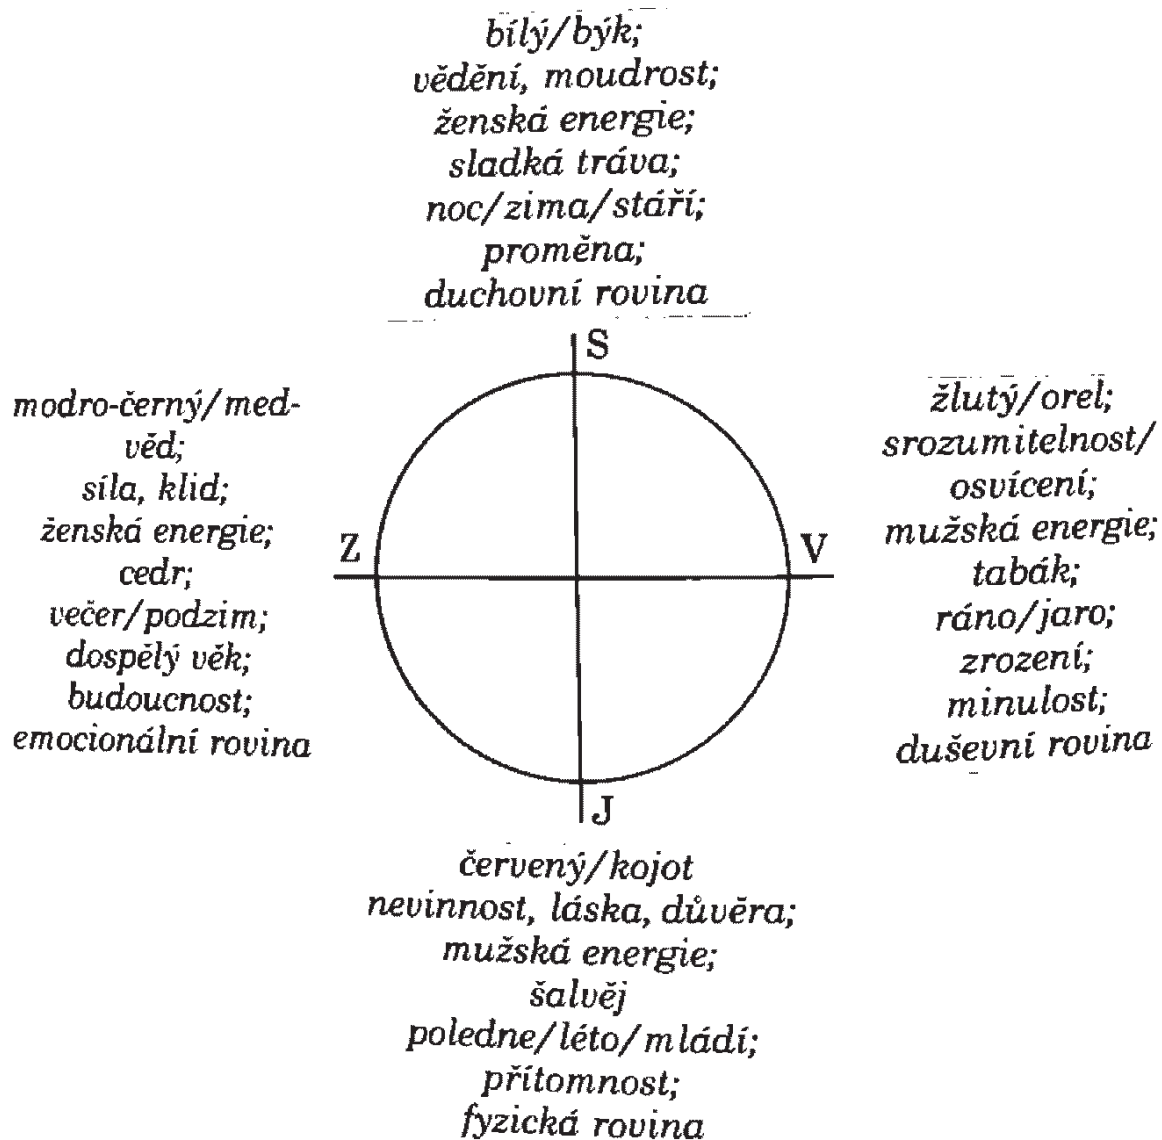 bílý/býk;
vědění, moudrost;
ženská energie;
sladká tráva;
noc/zima/stáří;
proměna;
duchovní rovina
S
modro-černý/med-
věd;
síla, klid;
ženská energie;
cedr;
večer/podzim;
dospělý věk;
budoucnost;
emocionální rovina
Z
V
žlutý/orel;
srozumitelnost/
osvícení;
mužská energie;
tabák;
ráno/jaro;
zrození;
minulost;
duševní rovina
J
červený/kojot
nevinnost, láska, důvěra;
mužská energie;
šalvěj
poledne/léto/mládí;
přítomnost;
fyzická rovina